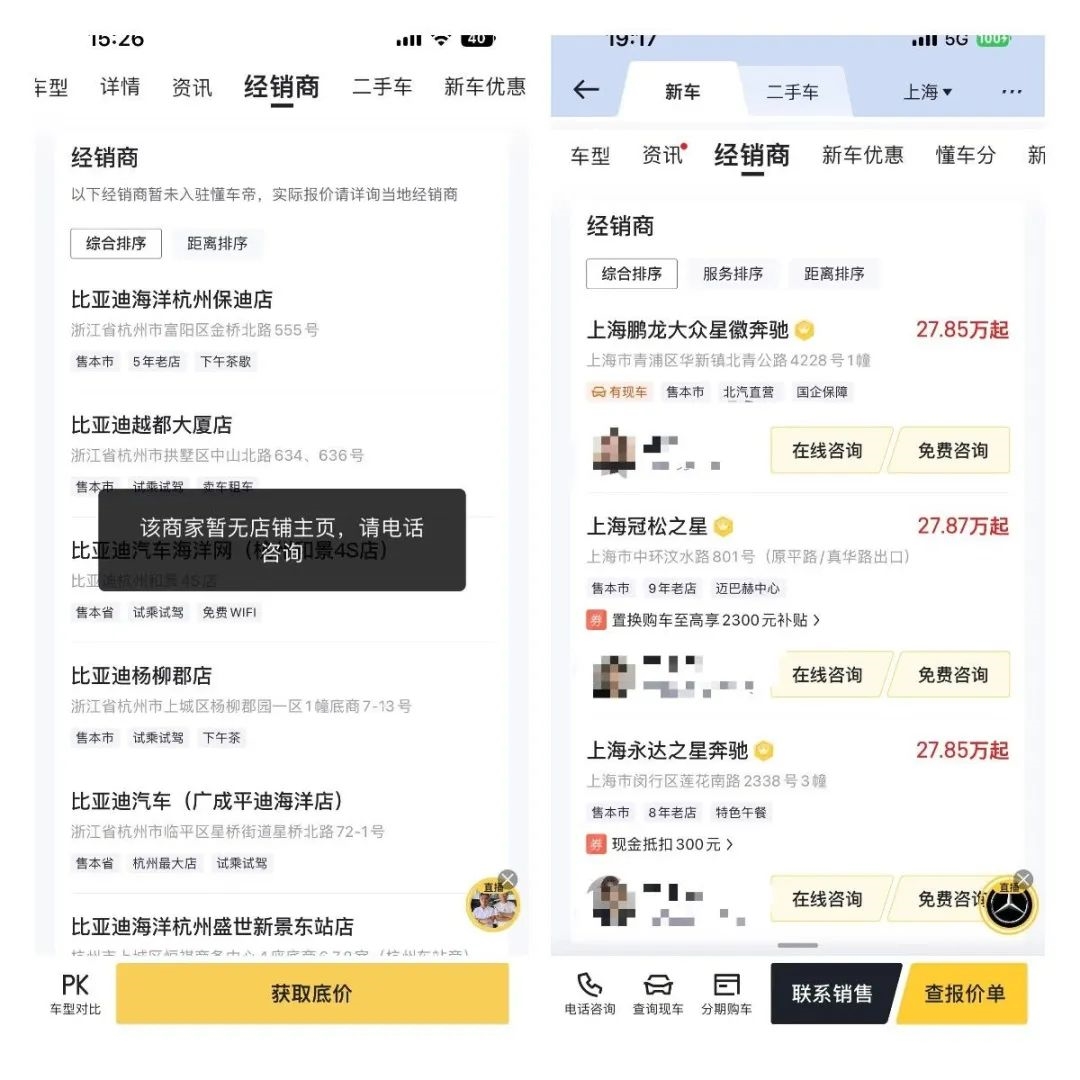 15:26
40
车型
详情
资讯
经销商
二手车
新车优惠
经销商
以下经销商暂未入驻懂车帝，实际报价请详询当地经销商
综合排序
距离排序
比亚迪海洋杭州保迪店
浙江省杭州市富阳区金桥北路555号
售本市 5年老店 下午茶歇
比亚迪越都大厦店
浙江省杭州市拱墅区中山北路634、636号
售本市 试乘试驾 卖车租车
该商家暂无店铺主页，请电话
咨询
比亚迪汽车海洋网（杭州和景4S店）
比亚迪杭州和景4S店
售本省 试乘试驾 免费WIFI
比亚迪杨柳郡店
浙江省杭州市上城区杨柳郡园一区1幢底商7-13号
售本市 试乘试驾 下午茶
比亚迪汽车（广成平迪海洋店）
浙江省杭州市临平区星桥街道星桥北路72-1号
售本省 杭州最大店 试乘试驾
直播
比亚迪海洋杭州盛世新景东站店
PK
车型对比
获取底价
19:17
5G
100
新车
二手车
上海
车型
资讯
经销商
新车优惠
懂车分
新
经销商
综合排序
服务排序
距离排序
上海鹏龙大众星徽奔驰
27.85万起
上海市青浦区华新镇北青公路4228号1幢
有现车 售本市 北汽直营 国企保障
在线咨询
免费咨询
上海冠松之星
27.87万起
上海市中环汶水路801号（原平路/真华路出口）
售本市 9年老店 迈巴赫中心
券 置换购车至高享2300元补贴
在线咨询
免费咨询
上海永达之星奔驰
27.85万起
上海市闵行区莲花南路2338号3幢
售本市 8年老店 特色午餐
券 现金抵扣300元
在线咨询
免费咨询
直播
电话咨询
查询现车
分期购车
联系销售
查报价单